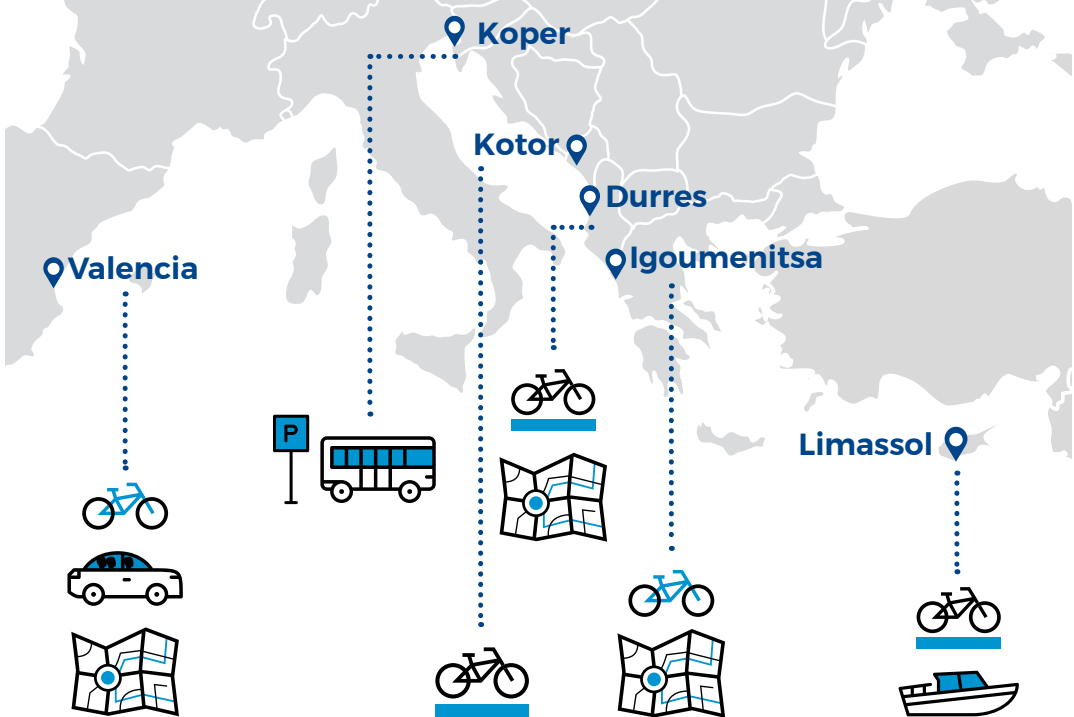 Koper
Kotor
Durres
Igoumenitsa
Valencia
P
Limassol